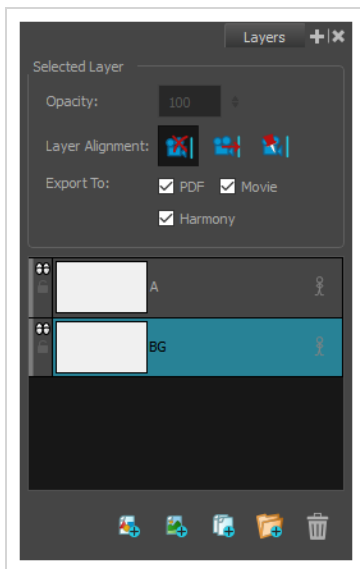 Layers
Selected Layer
Opacity: 100
Layer Alignment:
Export To: PDF Movie
Harmony
A
BG